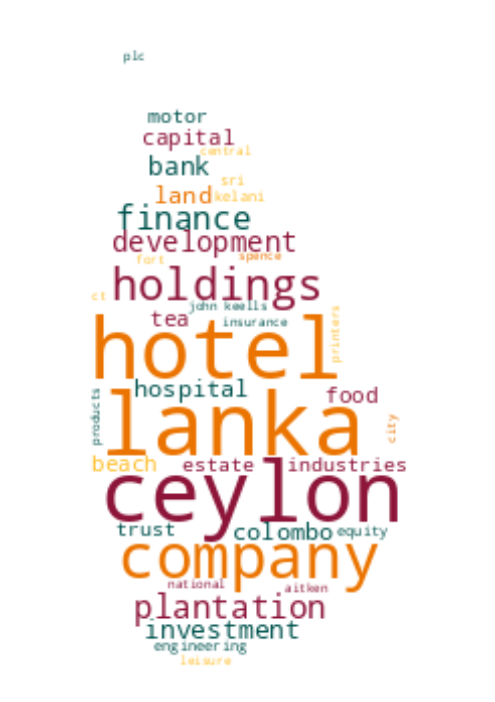 plc
motor
capital
central
bank
sri
land kelani
finance
development
fort spence
holdings
ct
john keells
tea insurance
printers
hotel
hospital
products
food
lanka
city
beach estate industries
ceylon
trust colombo equity
company
national aitken
plantation
investment
engineering
leisure